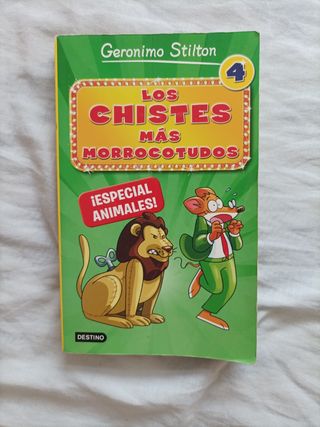 Geronimo Stilton
4
LOS
CHISTES
MÁS
MORROCOTUDOS
¡ESPECIAL
ANIMALES!
DESTINO